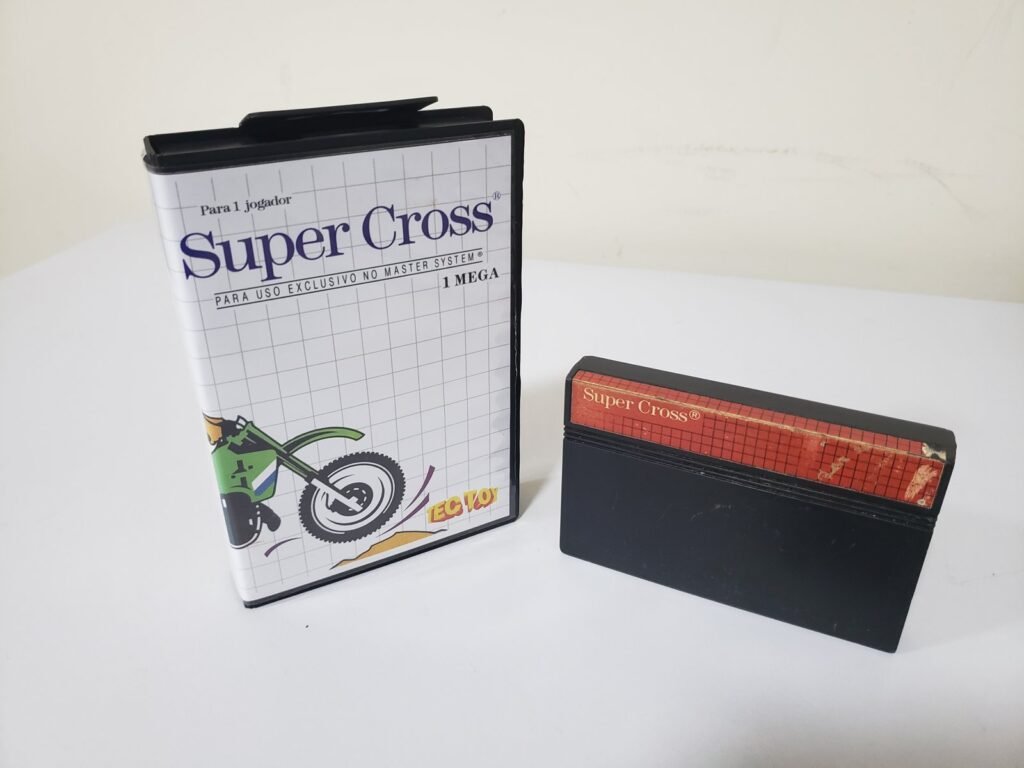 Para 1 jogador
Super Cross®
PARA USO EXCLUSIVO NO MASTER SYSTEM®
1 MEGA
TEC TOY
Super Cross®